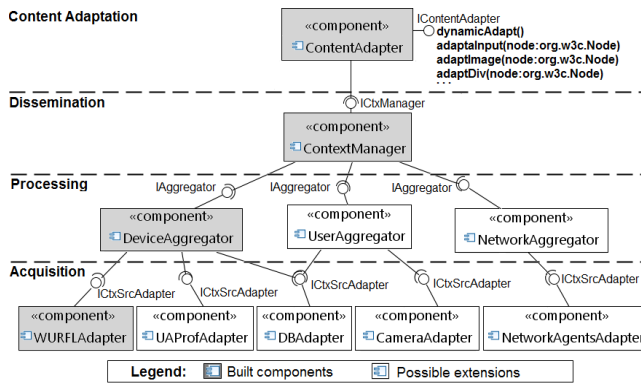 Content Adaptation
«component»
ContentAdapter
IContentAdapter
dynamicAdapt()
adaptaInput(node:org.w3c.Node)
adaptImage(node:org.w3c.Node)
adaptDiv(node:org.w3c.Node)
...
Dissemination
ICtxManager
«component»
ContextManager
Processing
IAggregator IAggregator IAggregator
«component» «component» «component»
DeviceAggregator UserAggregator NetworkAggregator
Acquisition
ICtxSrcAdapter ICtxSrcAdapter ICtxSrcAdapter ICtxSrcAdapter ICtxSrcAdapter
«component» «component» «component» «component» «component»
WURFLAdapter UAProfAdapter DBAdapter CameraAdapter NetworkAgentsAdapter
Legend: Built components Possible extensions